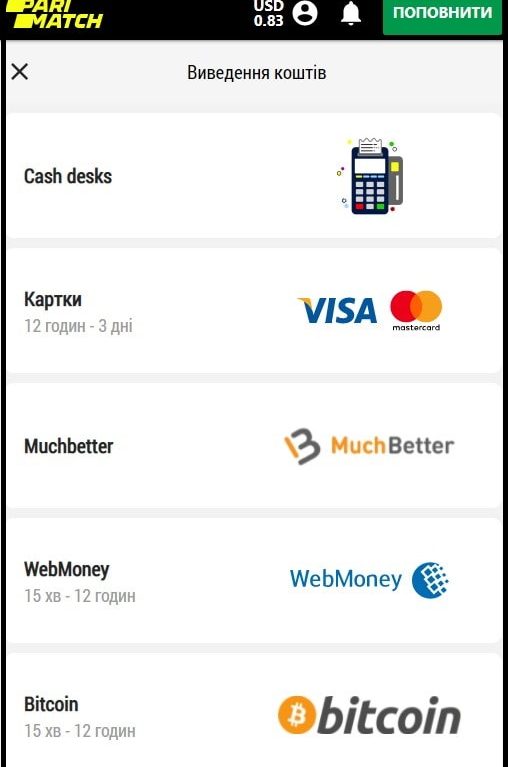 PARI
MATCH
USD
0.83
ПОПОВНИТИ
Виведення коштів
Cash desks
Картки
12 годин - 3 дні
VISA
mastercard
Muchbetter
MuchBetter
WebMoney
15 хв - 12 годин
WebMoney
Bitcoin
15 хв - 12 годин
bitcoin